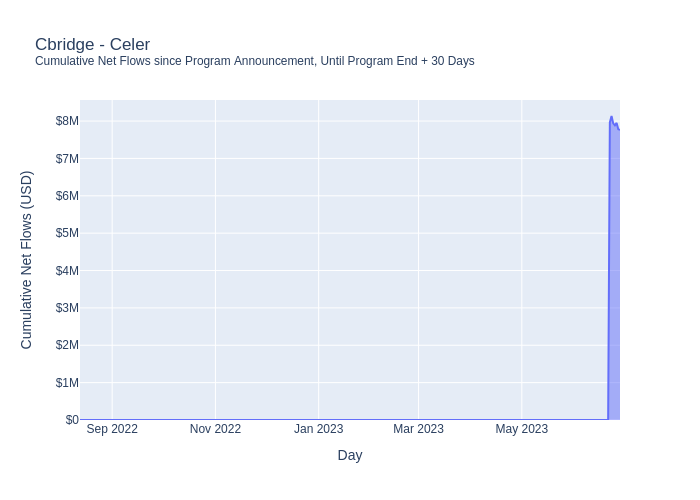 Cbridge - Celer
Cumulative Net Flows since Program Announcement, Until Program End + 30 Days
Cumulative Net Flows (USD)
$8M
$7M
$6M
$5M
$4M
$3M
$2M
$1M
$0
Sep 2022
Nov 2022
Jan 2023
Mar 2023
May 2023
Day